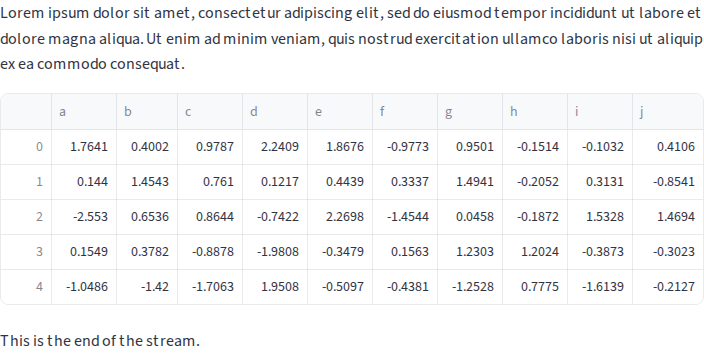 Lorem ipsum dolor sit amet, consectetur adipiscing elit, sed do eiusmod tempor incididunt ut labore et
dolore magna aliqua. Ut enim ad minim veniam, quis nostrud exercitation ullamco laboris nisi ut aliquip
ex ea commodo consequat.
a b c d e f g h i j
0 1.7641 0.4002 0.9787 2.2409 1.8676 -0.9773 0.9501 -0.1514 -0.1032 0.4106
1 0.144 1.4543 0.761 0.1217 0.4439 0.3337 1.4941 -0.2052 0.3131 -0.8541
2 -2.553 0.6536 0.8644 -0.7422 2.2698 -1.4544 0.0458 -0.1872 1.5328 1.4694
3 0.1549 0.3782 -0.8878 -1.9808 -0.3479 0.1563 1.2303 1.2024 -0.3873 -0.3023
4 -1.0486 -1.42 -1.7063 1.9508 -0.5097 -0.4381 -1.2528 0.7775 -1.6139 -0.2127
This is the end of the stream.